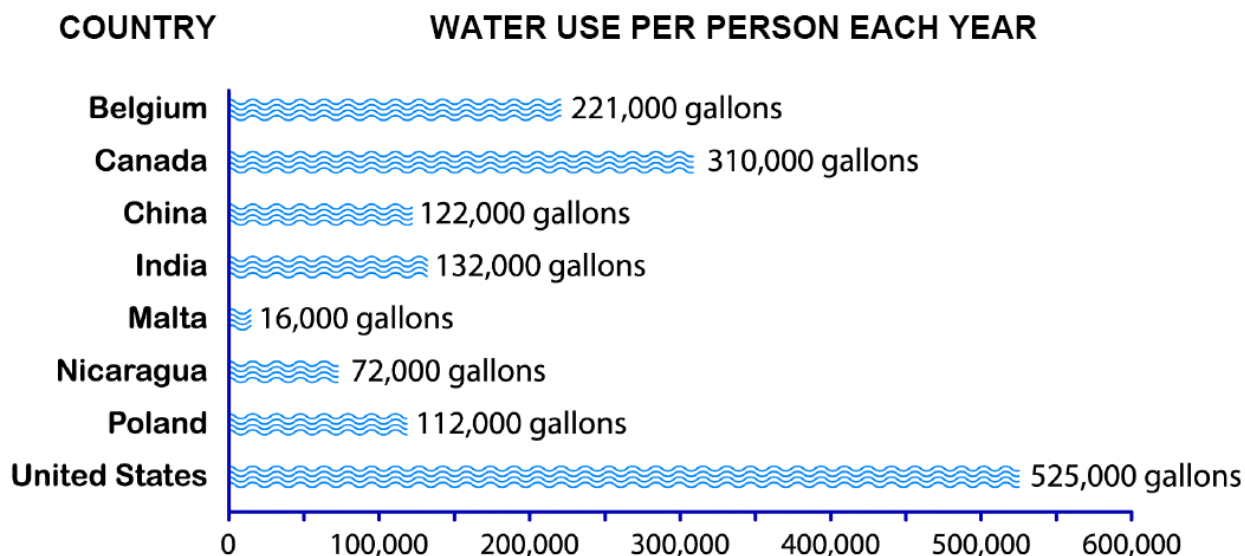 COUNTRY WATER USE PER PERSON EACH YEAR
Belgium 221,000 gallons
Canada 310,000 gallons
China 122,000 gallons
India 132,000 gallons
Malta 16,000 gallons
Nicaragua 72,000 gallons
Poland 112,000 gallons
United States 525,000 gallons
0 100,000 200,000 300,000 400,000 500,000 600,000